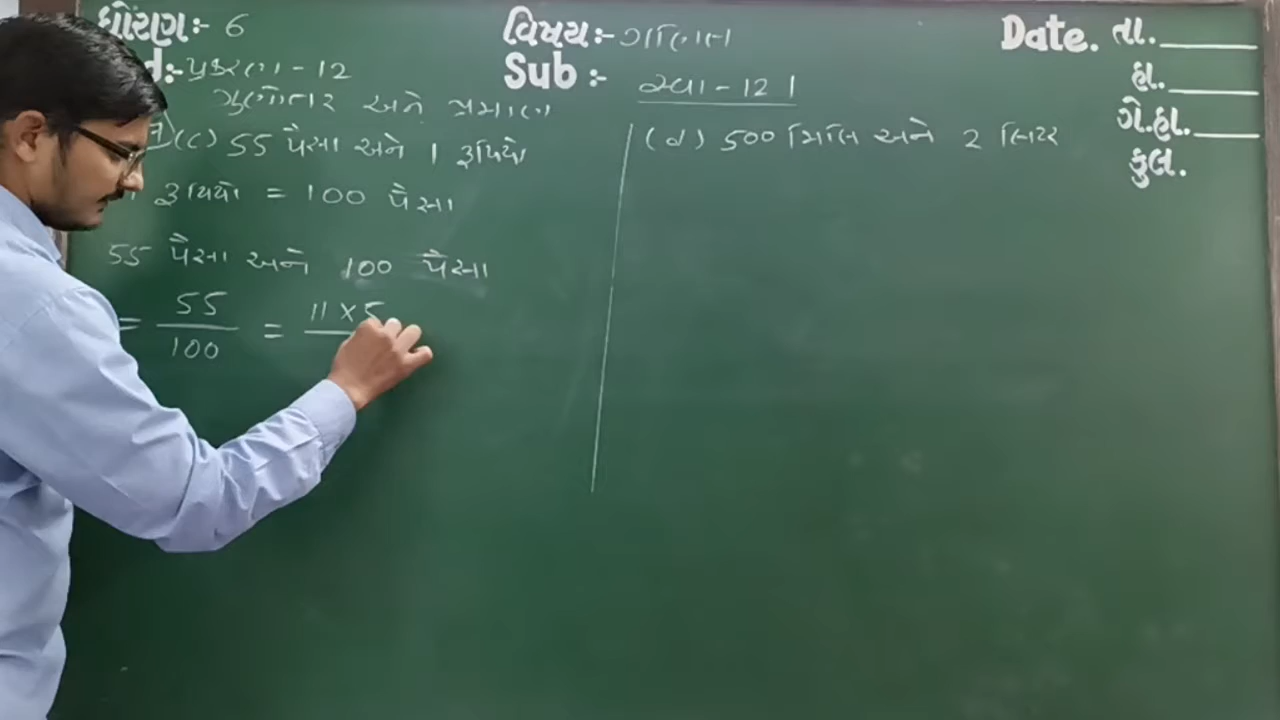 ધોરણ:- 6
વિષય:- ગણિત
Date. તા.
પ્રકરણ - 12
Sub :-
સ્વા - 12.1
હા.
ગુણોત્તર અને પ્રમાણ
ગે.હા.
કુલ.
(c) 55 પૈસા અને 1 રૂપિયો
રૂપિયો = 100 પૈસા
55 પૈસા અને 100 પૈસા
= 55/100 = 11 × 5
(d) 500 મિલિ અને 2 લિટર